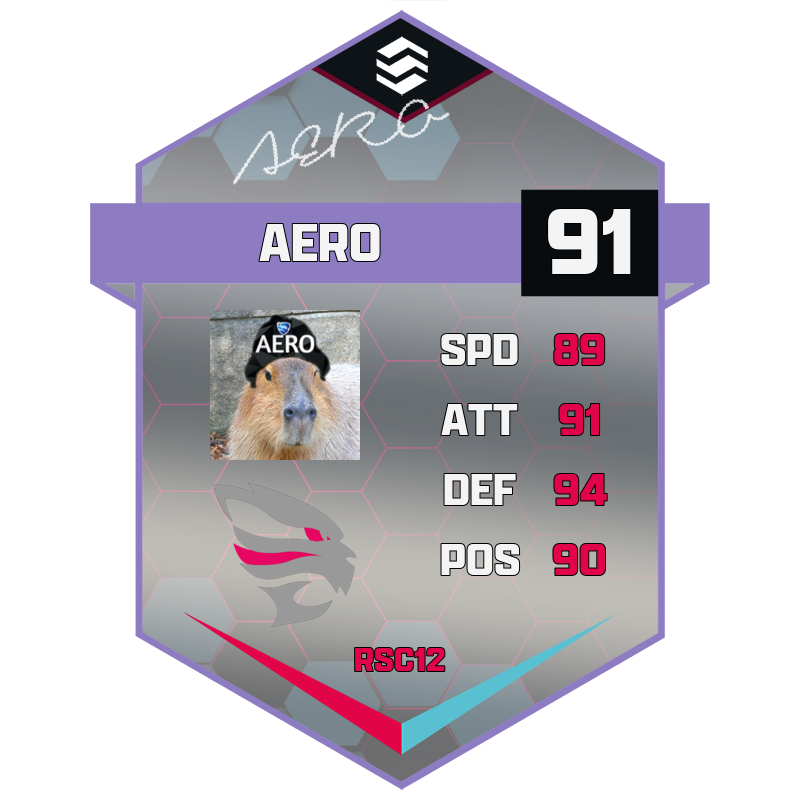 AERO
AERO
91
AERO
SPD 89
ATT 91
DEF 94
POS 90
RSC12